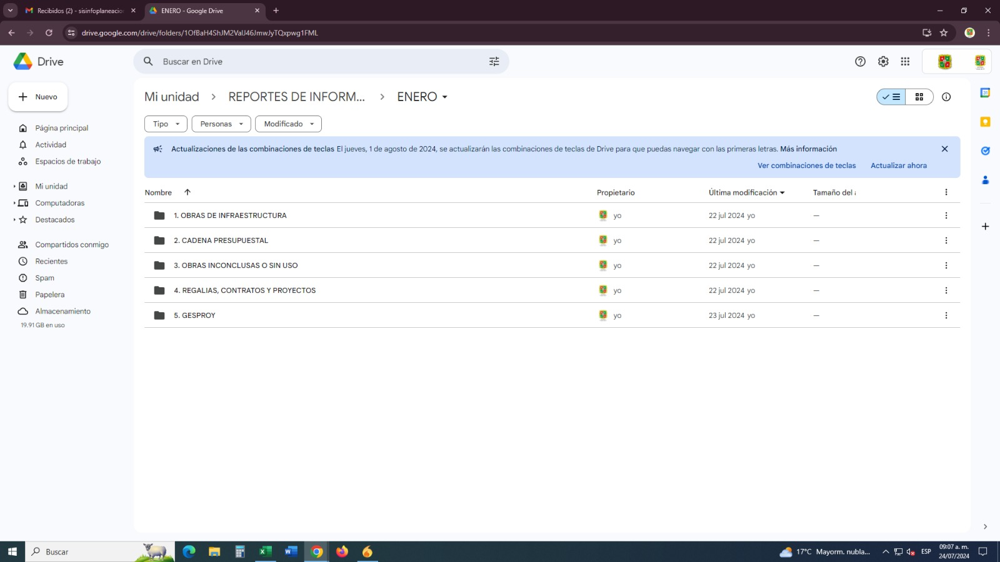 Recibidos (2) - sisinfoplaneacio
ENERO - Google Drive
drive.google.com/drive/folders/1OfBaH4ShJM2ValJ46JmwJyTQxpwg1FML
Drive
Buscar en Drive
Nuevo
Mi unidad > REPORTES DE INFORM... > ENERO
Tipo Personas Modificado
Página principal
Actividad
Espacios de trabajo
Mi unidad
Computadoras
Destacados
Compartidos conmigo
Recientes
Spam
Papelera
Almacenamiento
19.91 GB en uso
Actualizaciones de las combinaciones de teclas El jueves, 1 de agosto de 2024, se actualizarán las combinaciones de teclas de Drive para que puedas navegar con las primeras letras. Más información
Ver combinaciones de teclas Actualizar ahora
Nombre Propietario Última modificación Tamaño del
1. OBRAS DE INFRAESTRUCTURA yo 22 jul 2024 yo —
2. CADENA PRESUPUESTAL yo 22 jul 2024 yo —
3. OBRAS INCONCLUSAS O SIN USO yo 22 jul 2024 yo —
4. REGALIAS, CONTRATOS Y PROYECTOS yo 22 jul 2024 yo —
5. GESPROY yo 23 jul 2024 yo —
31
Buscar
17°C Mayorm. nubla...
ESP
09:07 a. m.
24/07/2024